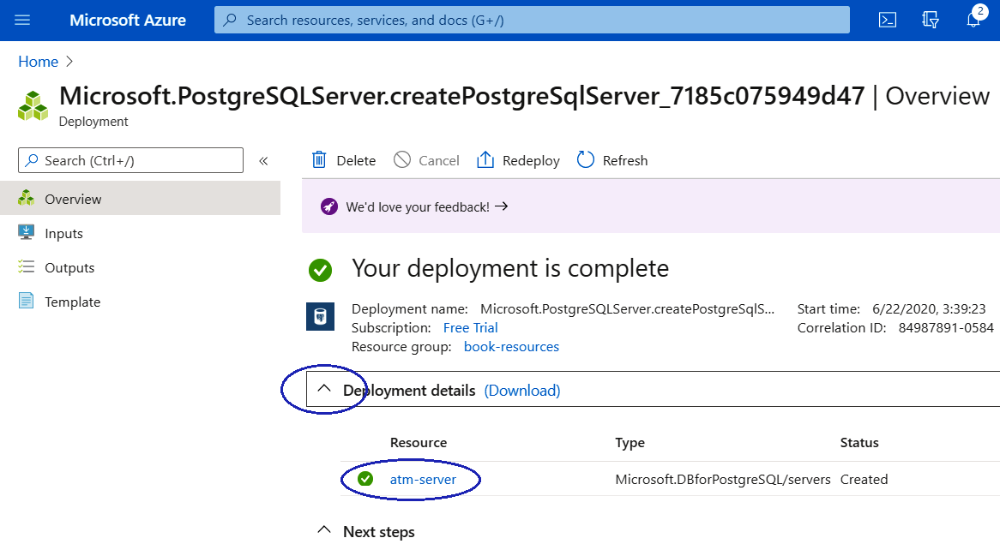 Microsoft Azure
Search resources, services, and docs (G+/)
2
Home
Microsoft.PostgreSQLServer.createPostgreSqlServer_7185c075949d47 | Overview
Deployment
Search (Ctrl+/)
«
Delete
Cancel
Redeploy
Refresh
Overview
Inputs
Outputs
Template
We'd love your feedback! →
Your deployment is complete
Deployment name: Microsoft.PostgreSQLServer.createPostgreSqlS...
Subscription: Free Trial
Resource group: book-resources
Start time: 6/22/2020, 3:39:23
Correlation ID: 84987891-0584
Deployment details (Download)
Resource Type Status
atm-server Microsoft.DBforPostgreSQL/servers Created
Next steps